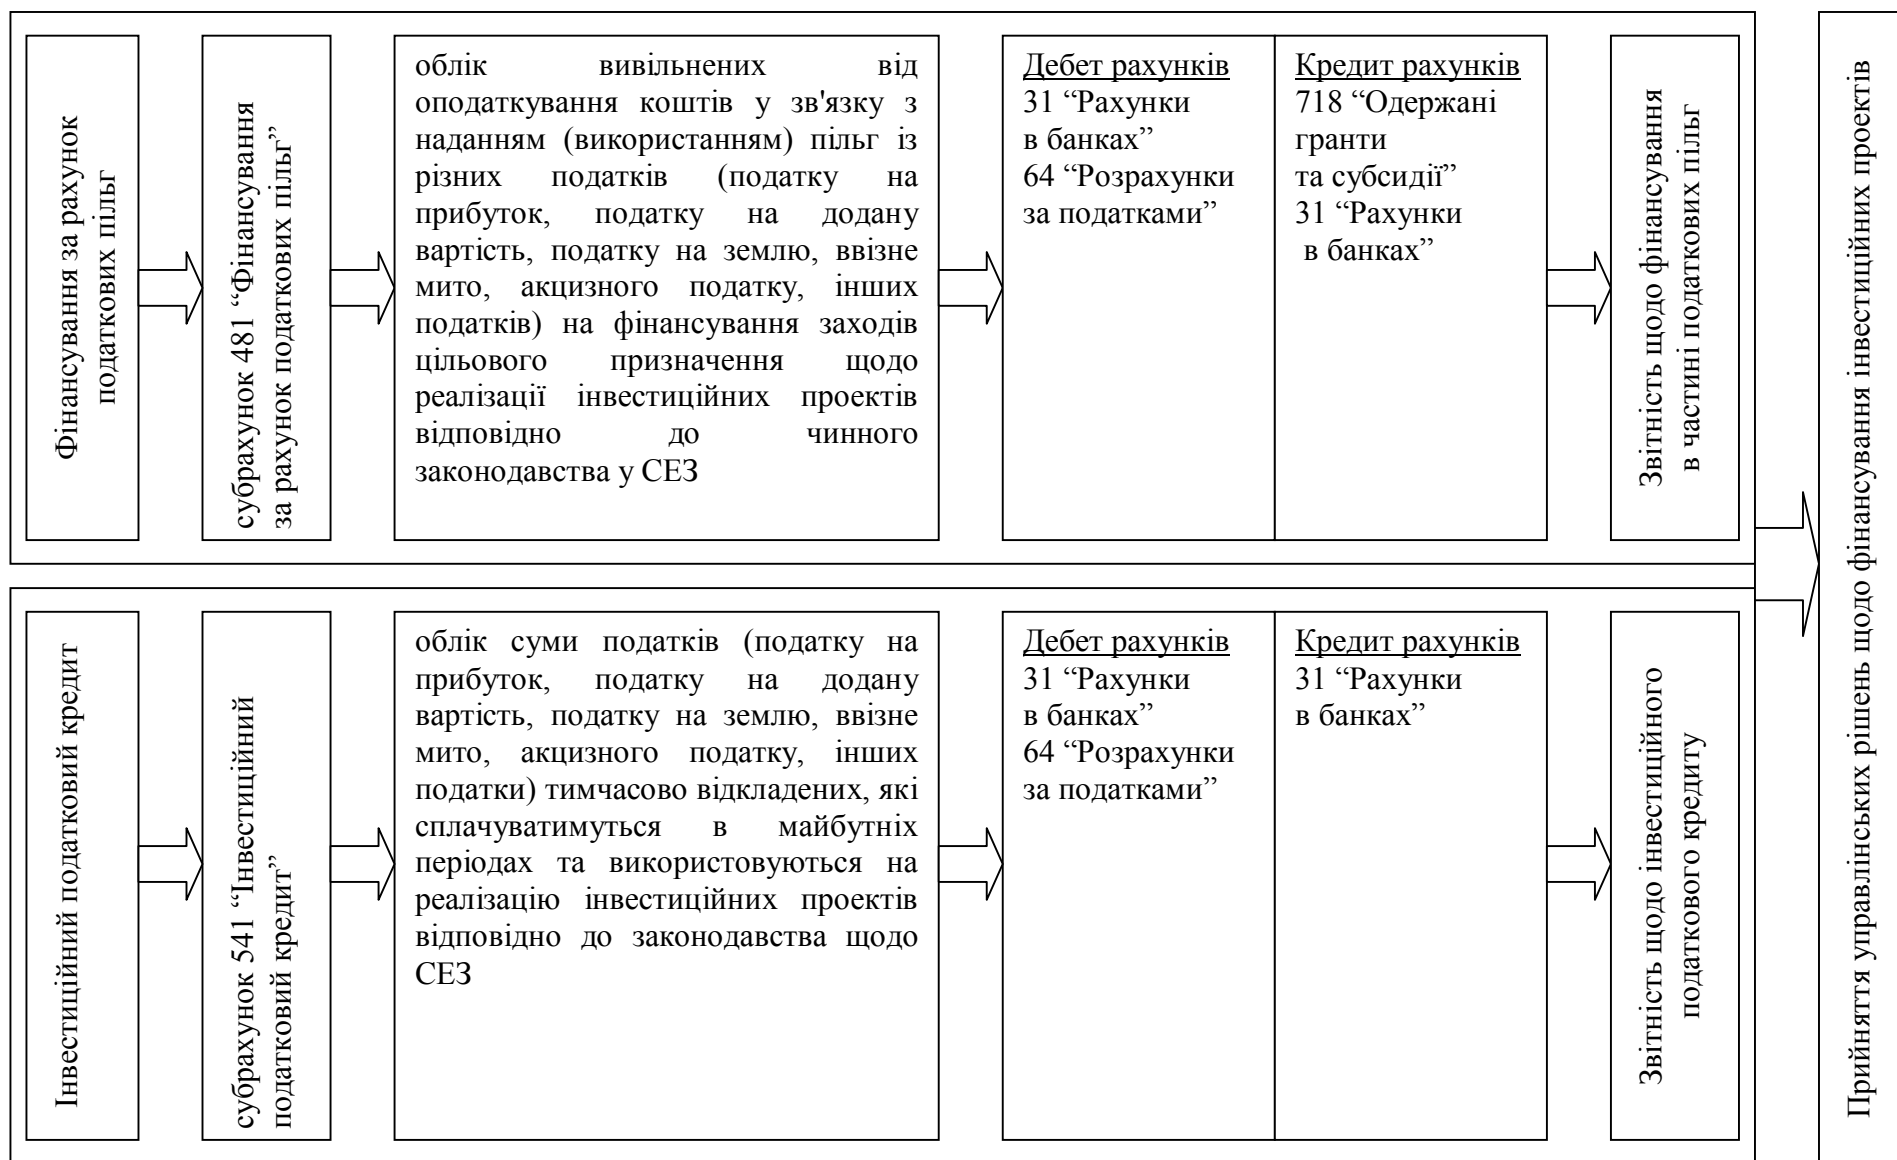 Фінансування за рахунок
податкових пільг
субрахунок 481 “Фінансування
за рахунок податкових пільг”
облік вивільнених від
оподаткування коштів у зв'язку з
наданням (використанням) пільг із
різних податків (податку на
прибуток, податку на додану
вартість, податку на землю, ввізне
мито, акцизного податку, інших
податків) на фінансування заходів
цільового призначення щодо
реалізації інвестиційних проектів
відповідно до чинного
законодавства у СЕЗ
Дебет рахунків
31 “Рахунки
в банках”
64 “Розрахунки
за податками”
Кредит рахунків
718 “Одержані
гранти
та субсидії”
31 “Рахунки
в банках”
Звітність щодо фінансування
в частині податкових пільг
Інвестиційний податковий кредит
субрахунок 541 “Інвестиційний
податковий кредит”
облік суми податків (податку на
прибуток, податку на додану
вартість, податку на землю, ввізне
мито, акцизного податку, інших
податки) тимчасово відкладених, які
сплачуватимуться в майбутніх
періодах та використовуються на
реалізацію інвестиційних проектів
відповідно до законодавства щодо
СЕЗ
Дебет рахунків
31 “Рахунки
в банках”
64 “Розрахунки
за податками”
Кредит рахунків
31 “Рахунки
в банках”
Звітність щодо інвестиційного
податкового кредиту
Прийняття управлінських рішень щодо фінансування інвестиційних проектів